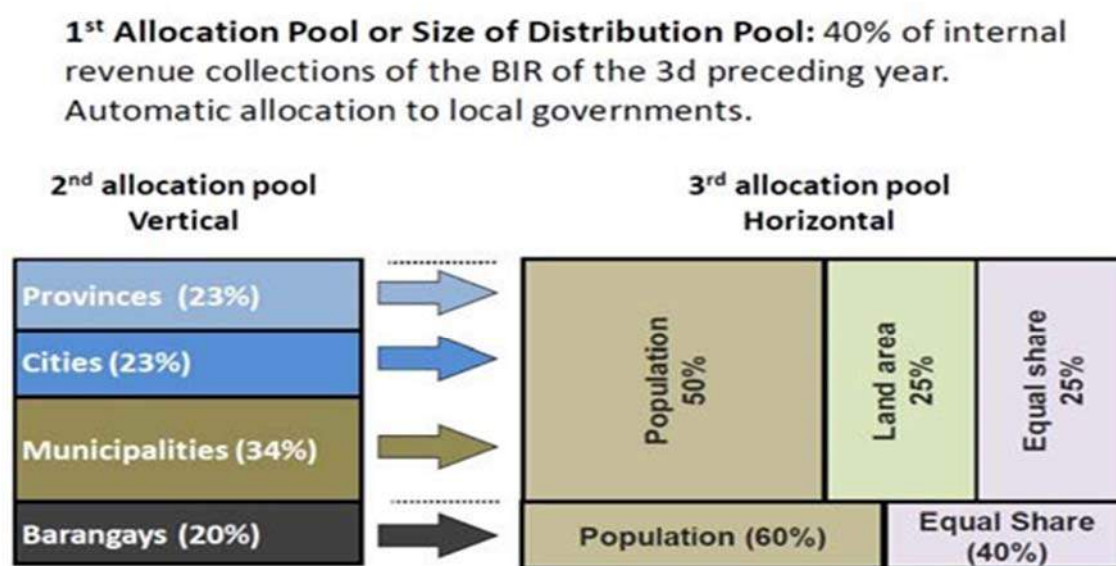 1st Allocation Pool or Size of Distribution Pool: 40% of internal
revenue collections of the BIR of the 3d preceding year.
Automatic allocation to local governments.
2nd allocation pool
Vertical
3rd allocation pool
Horizontal
Provinces (23%)
Cities (23%)
Municipalities (34%)
Barangays (20%)
Population
50%
Land area
25%
Equal share
25%
Population (60%)
Equal Share
(40%)